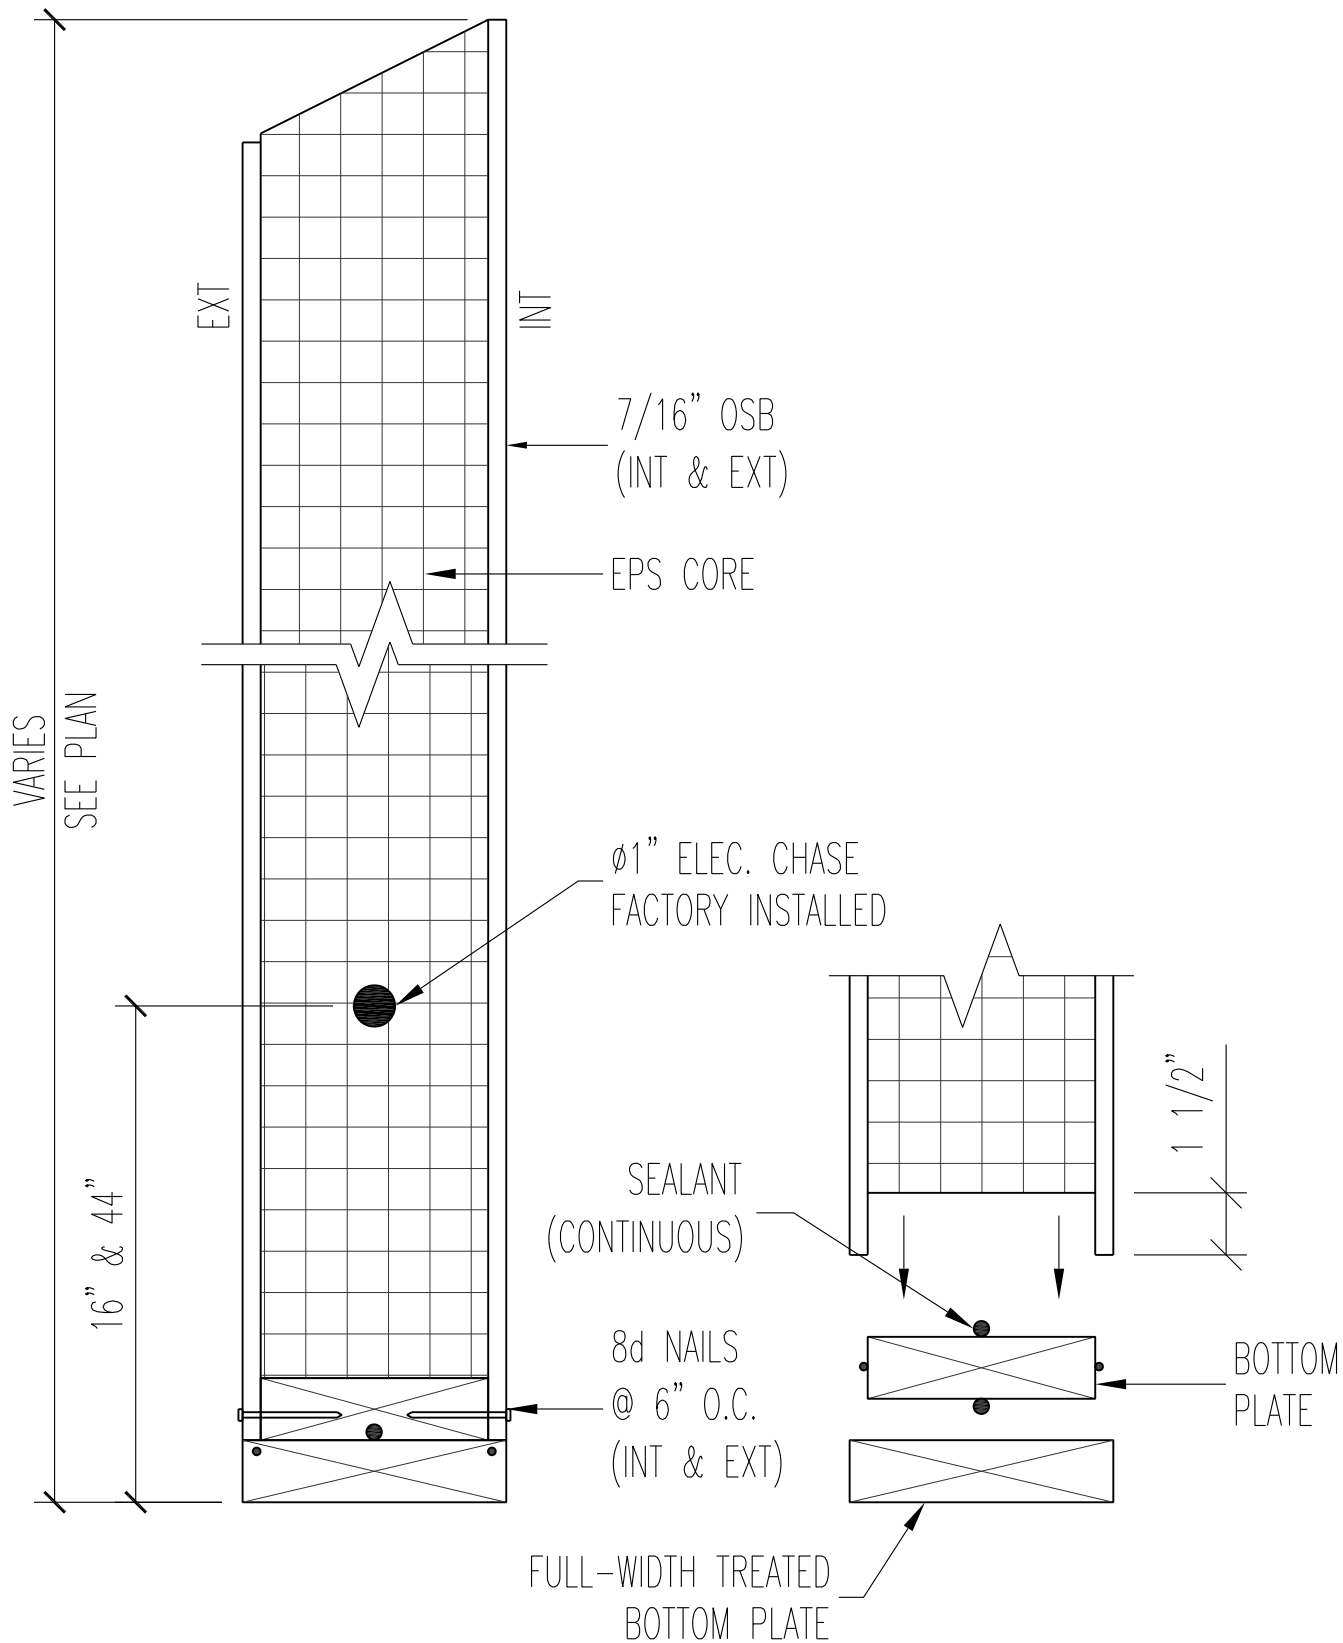 EXT
INT
7/16” OSB
(INT & EXT)
EPS CORE
VARIES
SEE PLAN
ø1” ELEC. CHASE
FACTORY INSTALLED
16” & 44”
1 1/2”
SEALANT
(CONTINUOUS)
8d NAILS
@ 6” O.C.
(INT & EXT)
BOTTOM
PLATE
FULL-WIDTH TREATED
BOTTOM PLATE